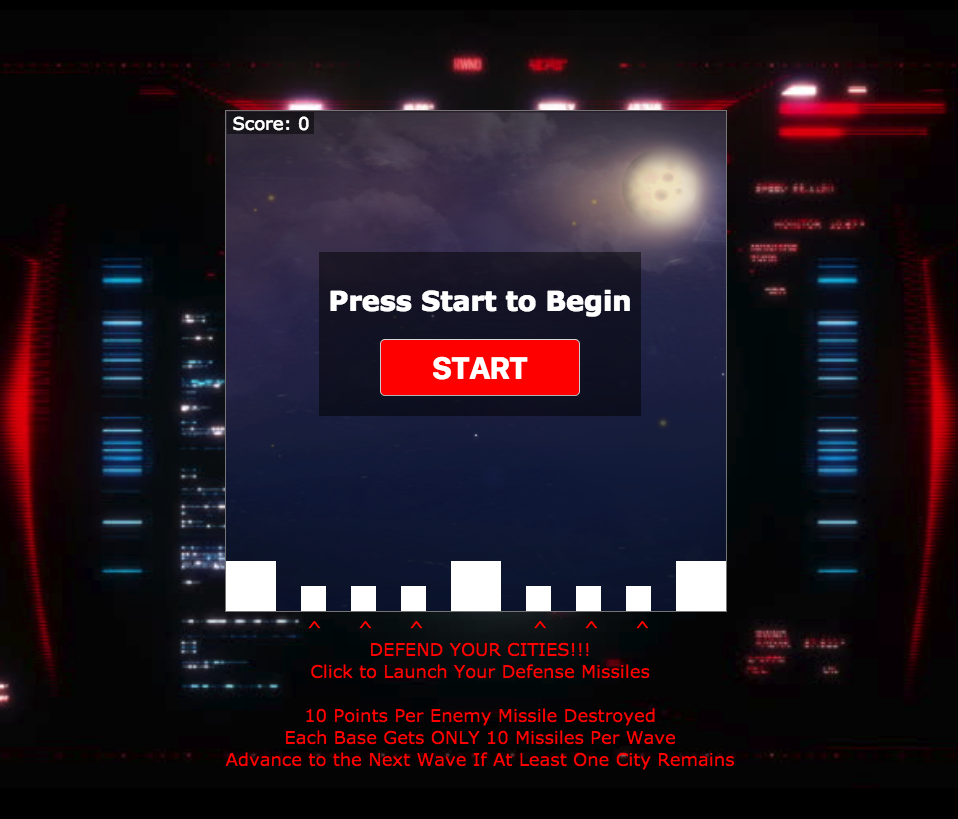 Score: 0
Press Start to Begin
START
^ ^ ^ ^ ^ ^
DEFEND YOUR CITIES!!!
Click to Launch Your Defense Missiles
10 Points Per Enemy Missile Destroyed
Each Base Gets ONLY 10 Missiles Per Wave
Advance to the Next Wave If At Least One City Remains